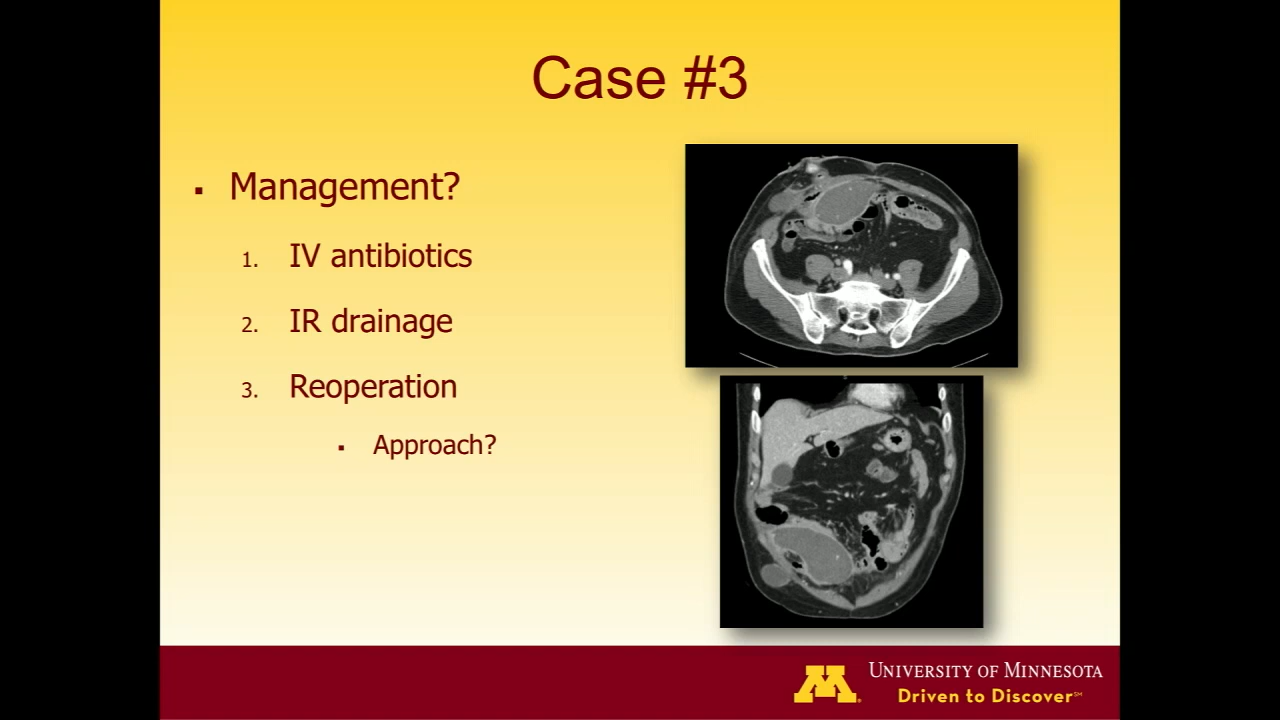 Case #3
▪ Management?
1. IV antibiotics
2. IR drainage
3. Reoperation
▪ Approach?
M
UNIVERSITY OF MINNESOTA
Driven to Discover℠